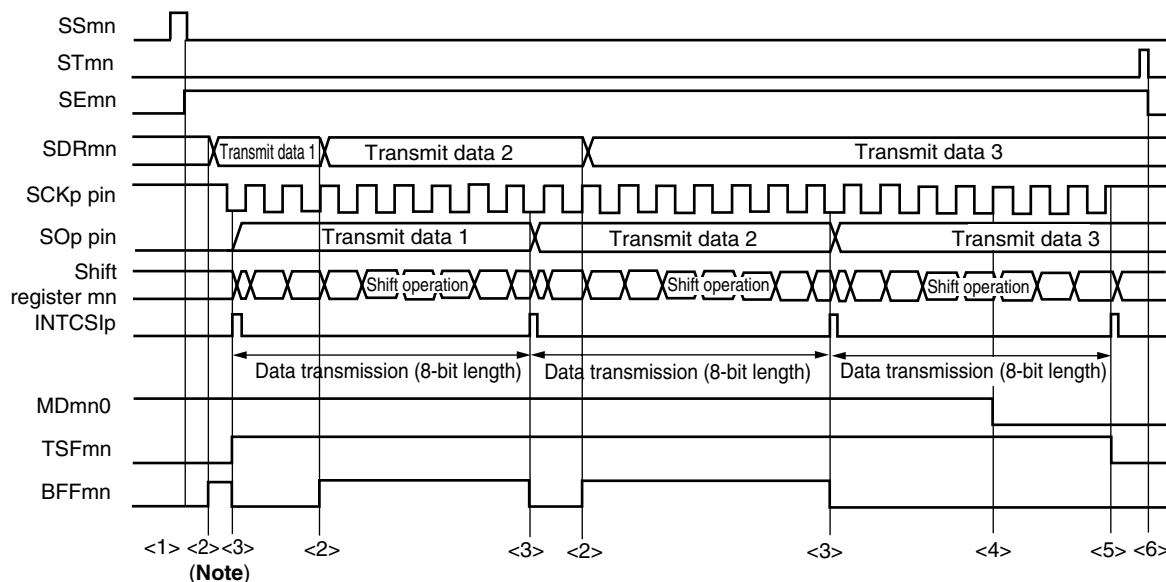 SSmn
STmn
SEmn
SDRmn Transmit data 1 Transmit data 2 Transmit data 3
SCKp pin
SOp pin Transmit data 1 Transmit data 2 Transmit data 3
Shift
register mn Shift operation Shift operation Shift operation
INTCSIp
Data transmission (8-bit length) Data transmission (8-bit length) Data transmission (8-bit length)
MDmn0
TSFmn
BFFmn
<1> <2> <3> <2> <3> <2> <3> <4> <5> <6>
(Note)